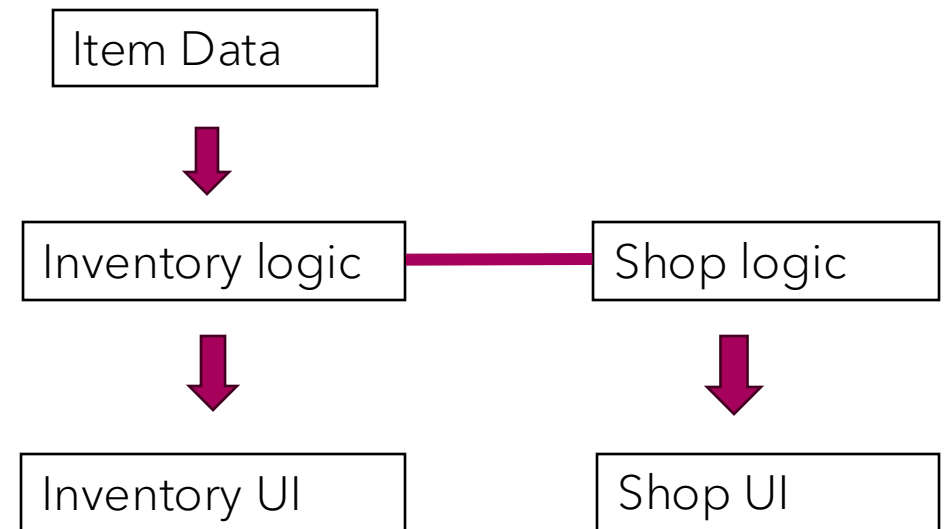 Item Data
Inventory logic
Shop logic
Inventory UI
Shop UI